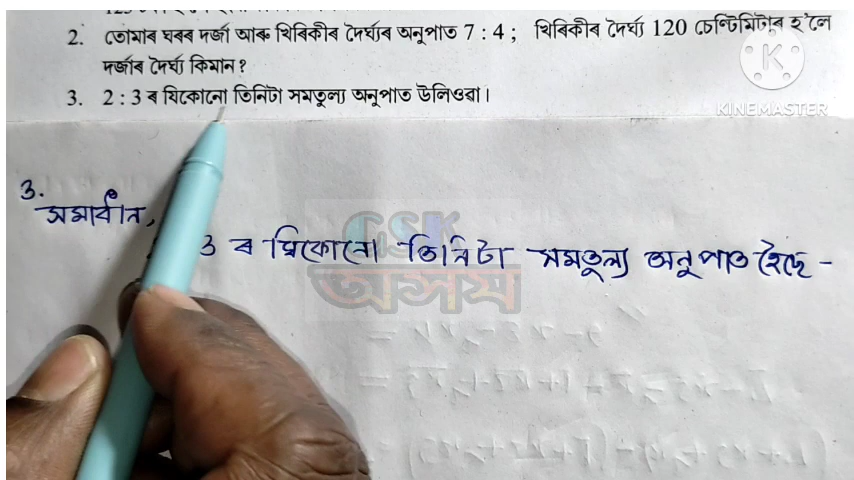 2. তোমাৰ ঘৰৰ দৰ্জা আৰু খিৰিকীৰ দৈৰ্ঘ্যৰ অনুপাত 7 : 4 ; খিৰিকীৰ দৈৰ্ঘ্য 120 চেণ্টিমিটাৰ হ'লে
দৰ্জাৰ দৈৰ্ঘ্য কিমান ?
3. 2 : 3 ৰ যিকোনো তিনিটা সমতুল্য অনুপাত উলিওৱা।
K
KINEMASTER
3.
সমাধান,
3 ৰ যিকোনো তিনিটা সমতুল্য অনুপাত হৈছে -
GSK
অসম